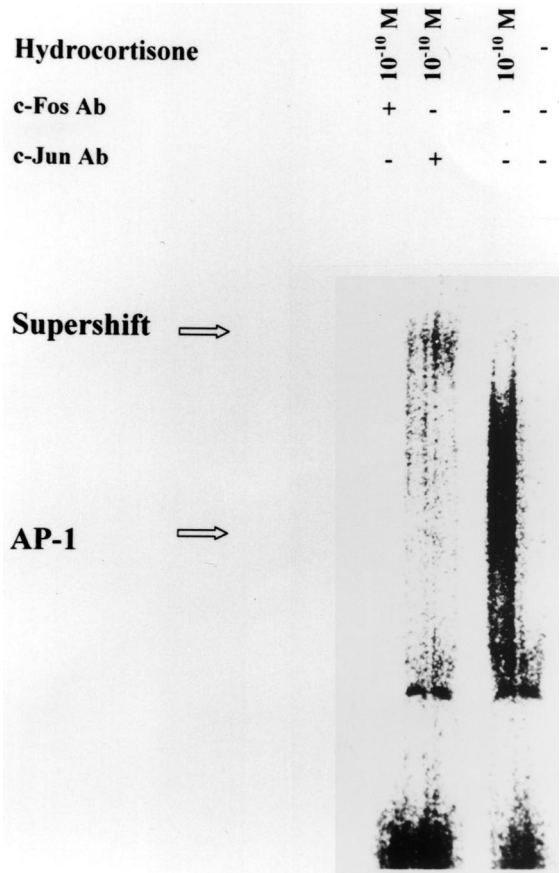 Hydrocortisone 10⁻¹⁰ M 10⁻¹⁰ M 10⁻¹⁰ M -
c-Fos Ab + - - -
c-Jun Ab - + - -
Supershift
AP-1